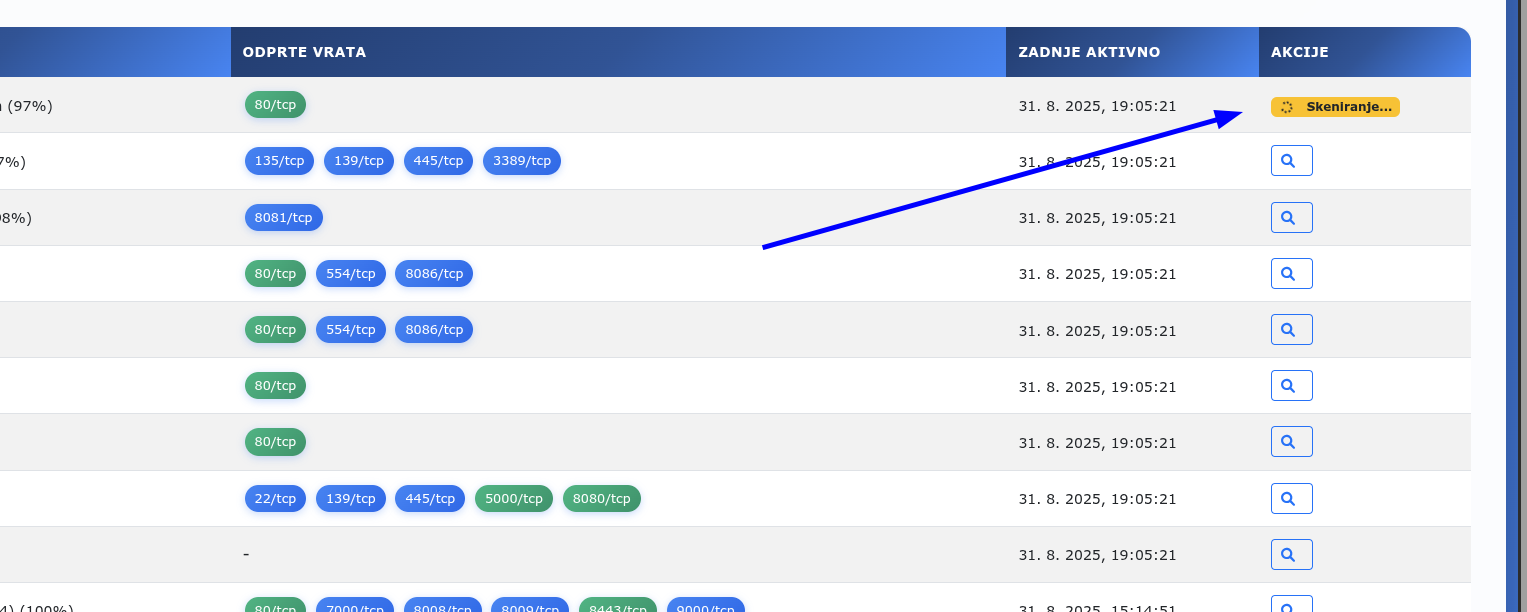 ODPRTE VRATA ZADNJE AKTIVNO AKCIJE
(97%) 80/tcp 31. 8. 2025, 19:05:21 Skeniranje...
7%) 135/tcp 139/tcp 445/tcp 3389/tcp 31. 8. 2025, 19:05:21
8%) 8081/tcp 31. 8. 2025, 19:05:21
80/tcp 554/tcp 8086/tcp 31. 8. 2025, 19:05:21
80/tcp 554/tcp 8086/tcp 31. 8. 2025, 19:05:21
80/tcp 31. 8. 2025, 19:05:21
80/tcp 31. 8. 2025, 19:05:21
22/tcp 139/tcp 445/tcp 5000/tcp 8080/tcp 31. 8. 2025, 19:05:21
- 31. 8. 2025, 19:05:21
4) (100%) 80/tcp 7000/tcp 8008/tcp 8009/tcp 8443/tcp 9000/tcp 31. 8. 2025, 15:14:51